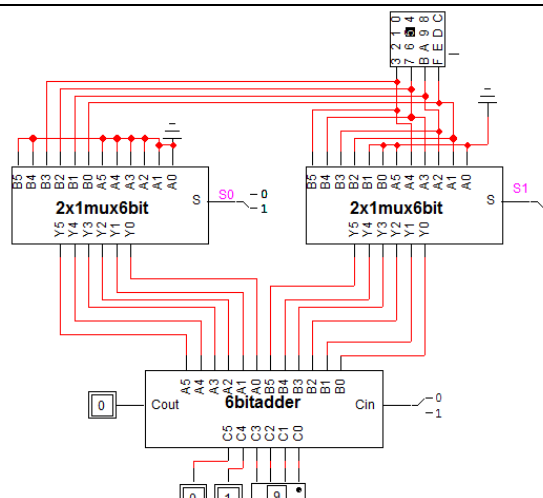 0 4 8 C
1 5 9 D
2 6 A E
3 7 B F
B5 B4 B3 B2 B1 B0 A5 A4 A3 A2 A1 A0
2x1mux6bit
S
S0
0
1
Y5 Y4 Y3 Y2 Y1 Y0
B5 B4 B3 B2 B1 B0 A5 A4 A3 A2 A1 A0
2x1mux6bit
S
S1
Y5 Y4 Y3 Y2 Y1 Y0
A5 A4 A3 A2 A1 A0 B5 B4 B3 B2 B1 B0
0
Cout
6bitadder
Cin
0
1
C5 C4 C3 C2 C1 C0
9